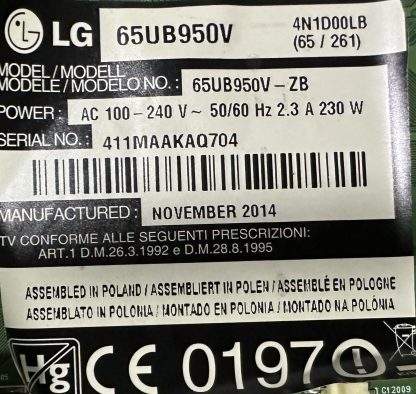 LG 65UB950V 4N1D00LB
(65 / 261)
MODEL / MODELL
MODELE / MODELO NO. : 65UB950V-ZB
POWER : AC 100-240 V~ 50/60 Hz 2.3 A 230 W
SERIAL NO. : 411MAAKAQ704
MANUFACTURED : NOVEMBER 2014
TV CONFORME ALLE SEGUENTI PRESCRIZIONI:
ART.1 D.M.26.3.1992 e D.M.28.8.1995
ASSEMBLED IN POLAND / ASSEMBLIERT IN POLEN / ASSEMBLÉ EN POLOGNE
ASSEMBLATO IN POLONIA / MONTADO EN POLONIA / MONTADO NA POLÓNIA
Hg CE 0197
C12009